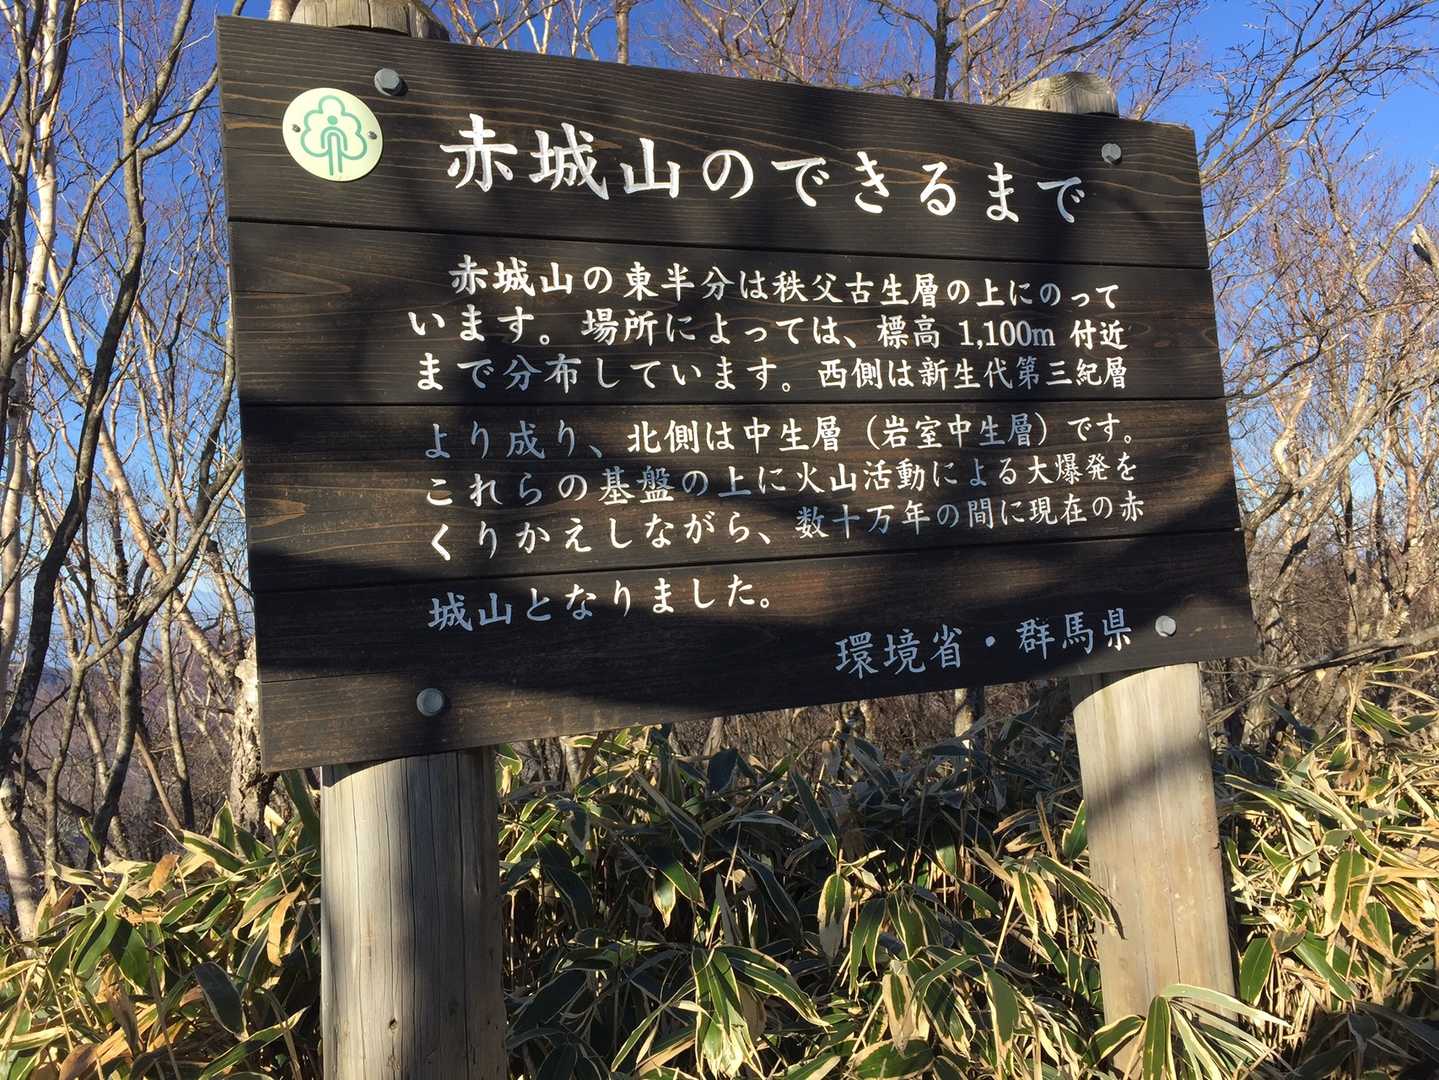 赤城山のできるまで
赤城山の東半分は秩父古生層の上にのって
います。場所によっては、標高 1,100m 付近
まで分布しています。西側は新生代第三紀層
より成り、北側は中生層（岩室中生層）です。
これらの基盤の上に火山活動による大爆発を
くりかえしながら、数十万年の間に現在の赤
城山となりました。
環境省・群馬県